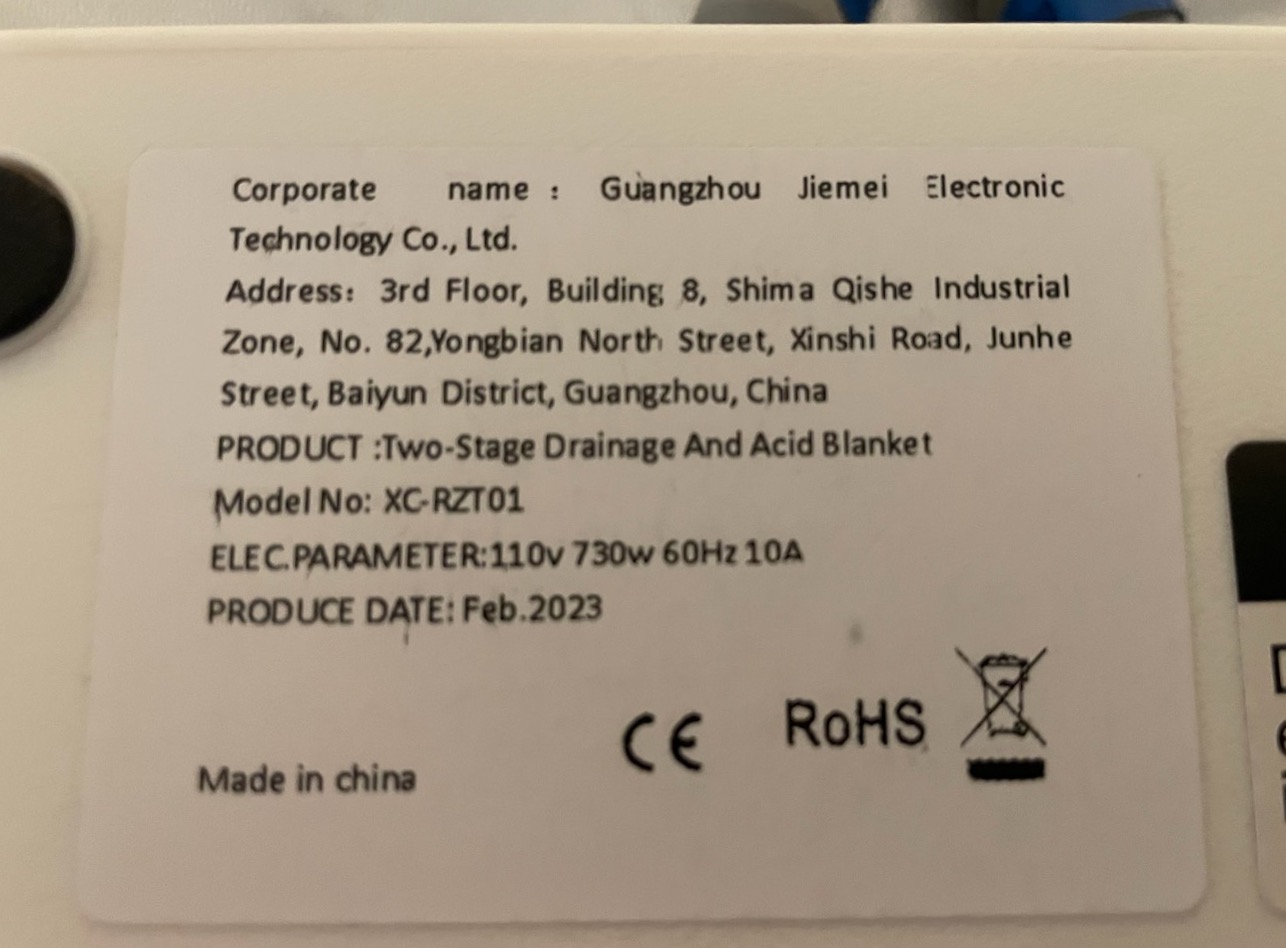 Corporate name : Guangzhou Jiemei Electronic
Technology Co., Ltd.
Address: 3rd Floor, Building 8, Shima Qishe Industrial
Zone, No. 82,Yongbian North Street, Xinshi Road, Junhe
Street, Baiyun District, Guangzhou, China
PRODUCT :Two-Stage Drainage And Acid Blanket
Model No: XC-RZT01
ELEC.PARAMETER:110v 730w 60Hz 10A
PRODUCE DATE: Feb.2023
CE RoHS
Made in china